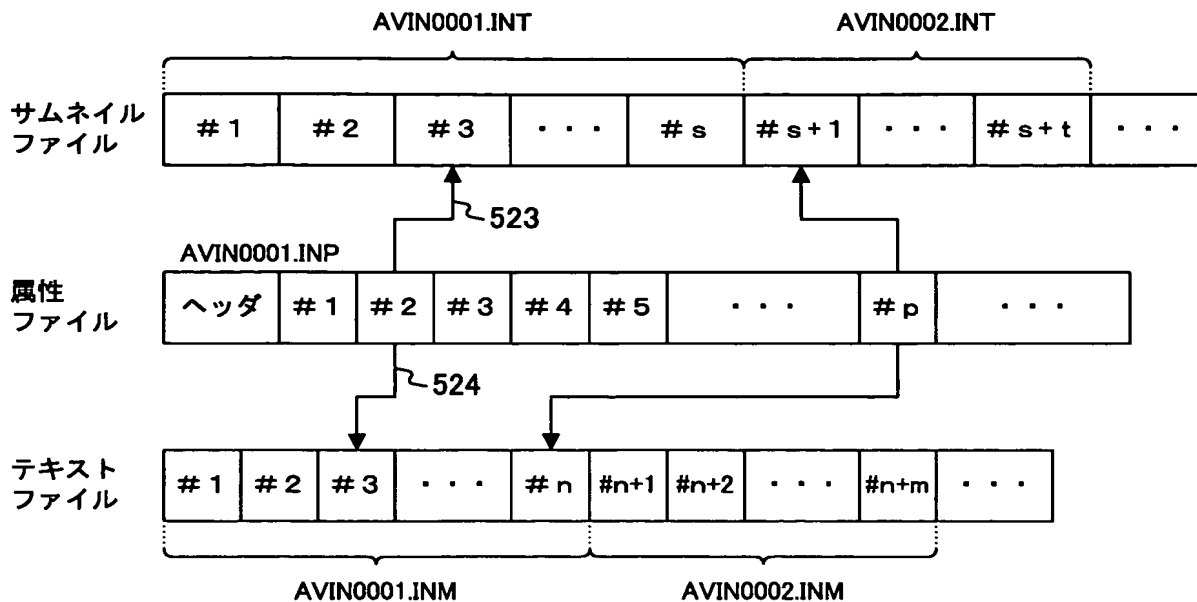 AVIN0001.INT AVIN0002.INT
サムネイル
ファイル
#1 #2 #3 ・・・ #s #s+1 ・・・ #s+t ・・・
523
AVIN0001.INP
属性
ファイル
ヘッダ #1 #2 #3 #4 #5 ・・・ #p ・・・
524
テキスト
ファイル
#1 #2 #3 ・・・ #n #n+1 #n+2 ・・・ #n+m ・・・
AVIN0001.INM AVIN0002.INM